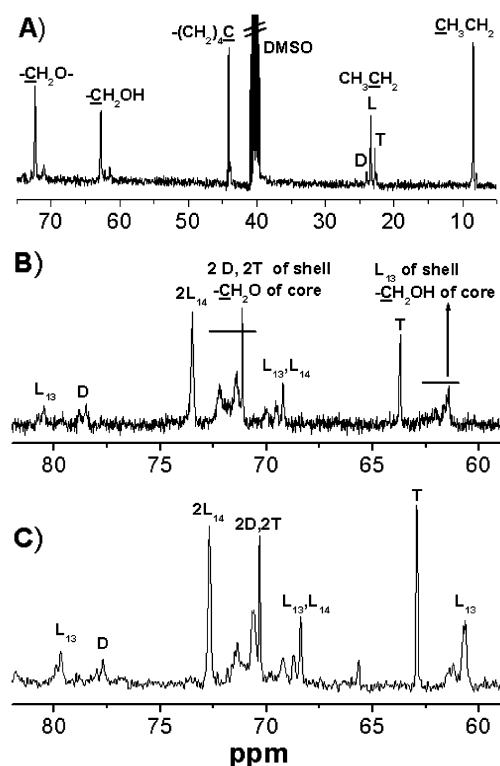 A)
-CH₂O-
-CH₂OH
-(CH₂)₄C
DMSO
CH₃CH₂
L
D
T
CH₃CH₂
70 60 50 40 30 20 10
B)
L₁₃
D
2L₁₄
2 D, 2T of shell
-CH₂O of core
L₁₃,L₁₄
T
L₁₃ of shell
-CH₂OH of core
80 75 70 65 60
C)
L₁₃
D
2L₁₄
2D,2T
L₁₃,L₁₄
T
L₁₃
80 75 70 65 60
ppm